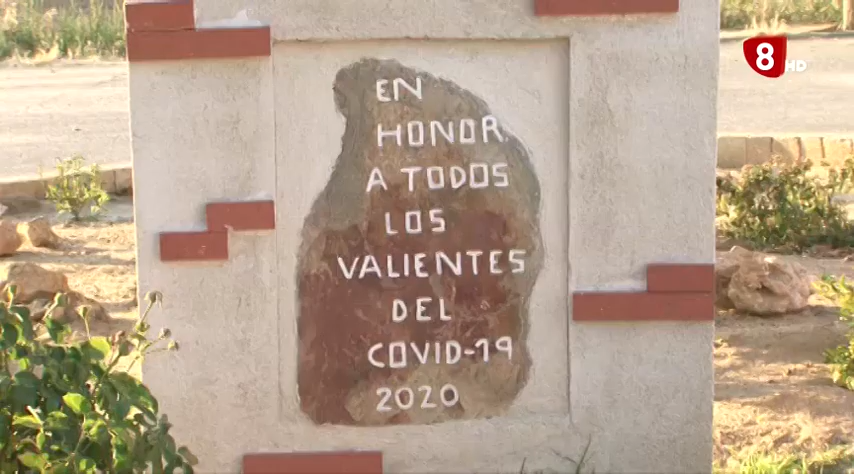 8 HD
EN
HONOR
A TODOS
LOS
VALIENTES
DEL
COVID-19
2020